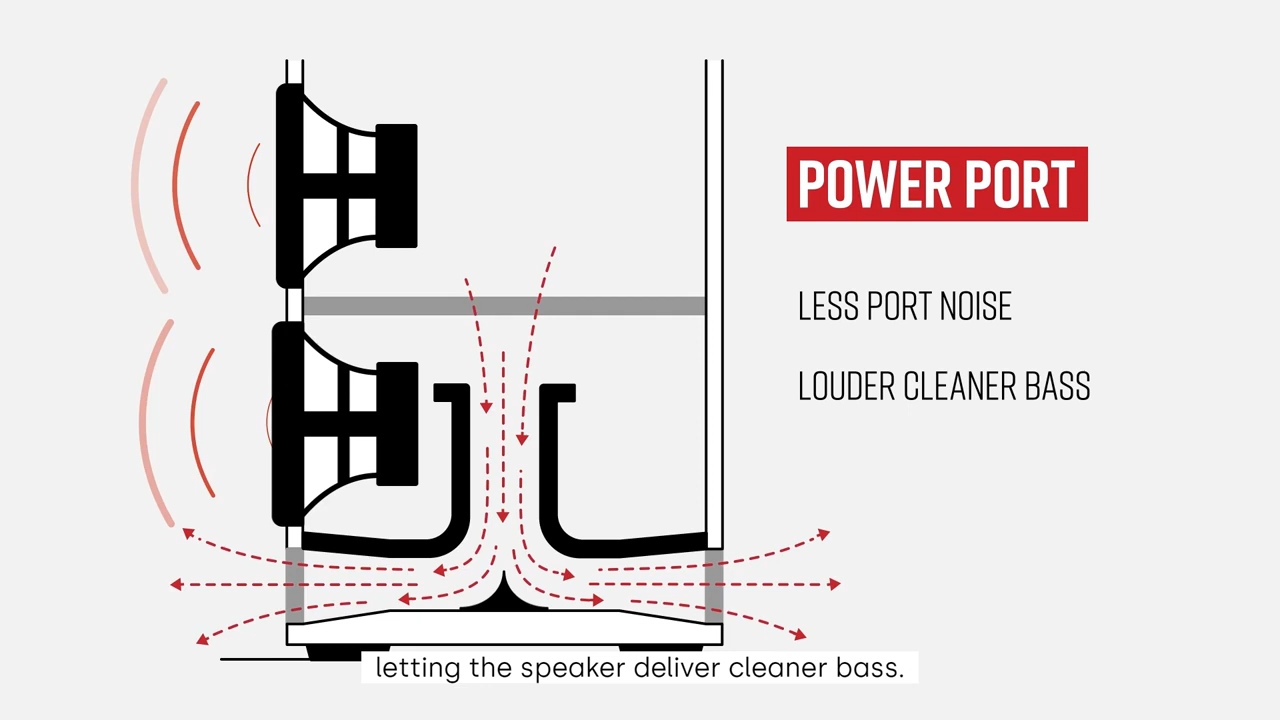 POWER PORT
LESS PORT NOISE
LOUDER CLEANER BASS
letting the speaker deliver cleaner bass.